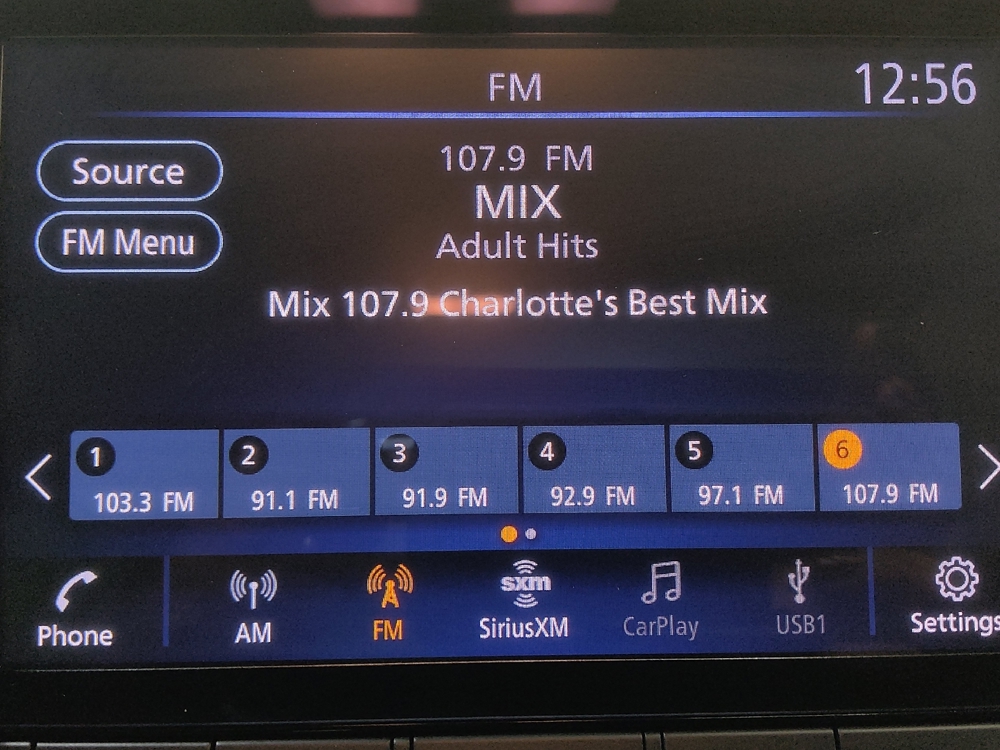 FM
12:56
Source
107.9 FM
MIX
FM Menu
Adult Hits
Mix 107.9 Charlotte's Best Mix
1 2 3 4 5 6
103.3 FM 91.1 FM 91.9 FM 92.9 FM 97.1 FM 107.9 FM
sxm
Phone AM FM SiriusXM CarPlay USB1 Settings